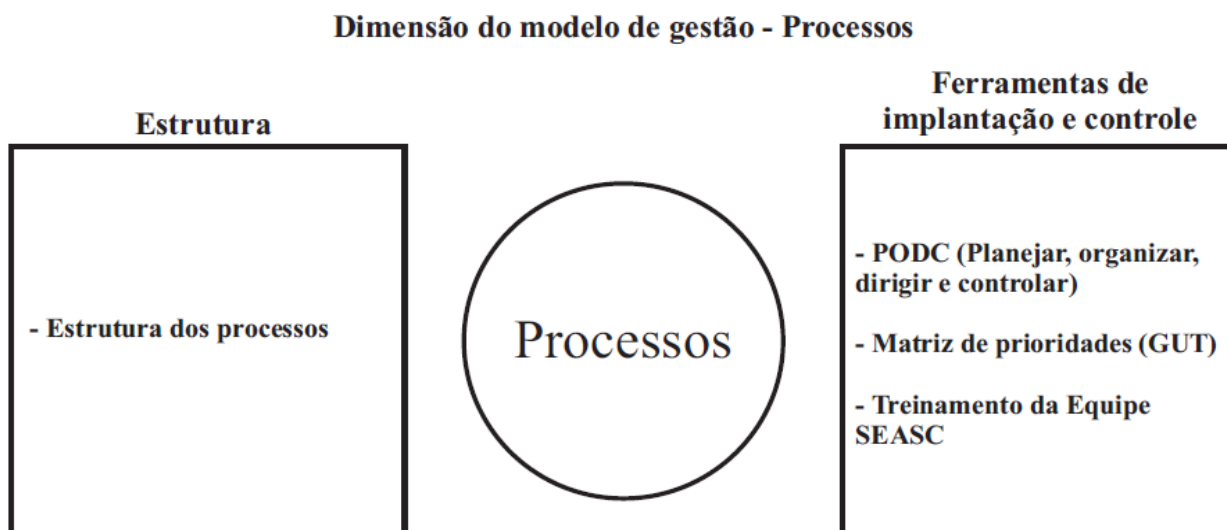 Dimensão do modelo de gestão - Processos
Estrutura
- Estrutura dos processos
Processos
Ferramentas de
implantação e controle
- PODC (Planejar, organizar,
dirigir e controlar)
- Matriz de prioridades (GUT)
- Treinamento da Equipe
SEASC